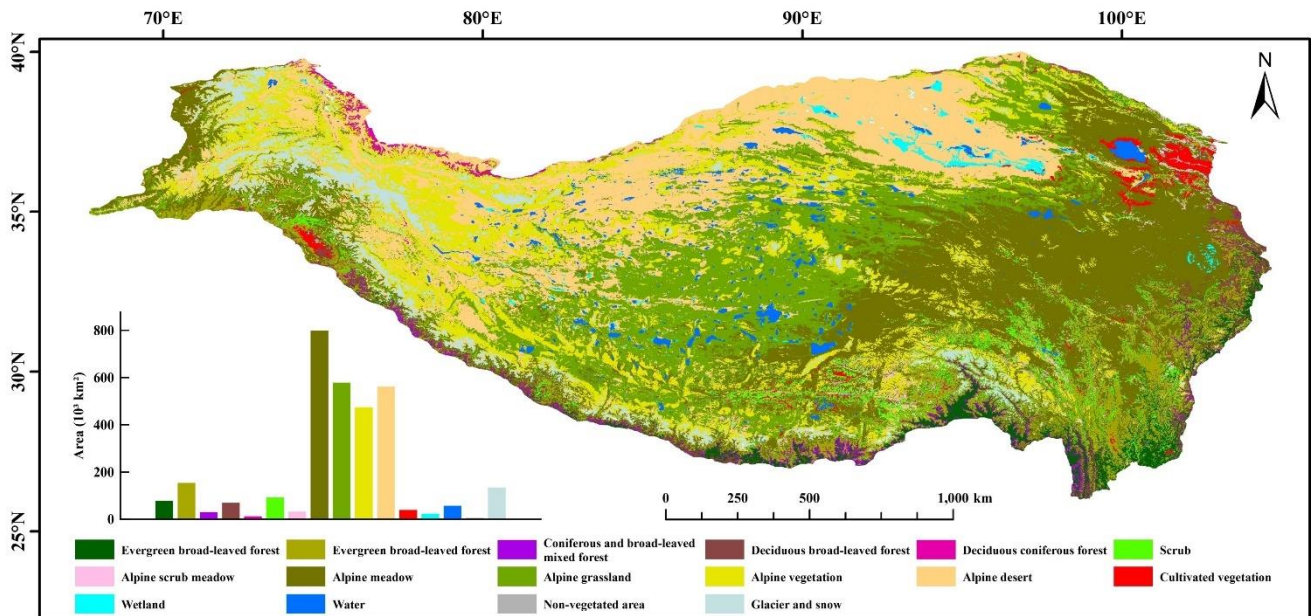 70°E 80°E 90°E 100°E
N
40°N
35°N
30°N
25°N
800
600
400
200
0
Area (10³ km²)
0 250 500 1,000 km
Evergreen broad-leaved forest
Evergreen broad-leaved forest
Coniferous and broad-leaved
mixed forest
Deciduous broad-leaved forest
Deciduous coniferous forest
Scrub
Alpine scrub meadow
Alpine meadow
Alpine grassland
Alpine vegetation
Alpine desert
Cultivated vegetation
Wetland
Water
Non-vegetated area
Glacier and snow